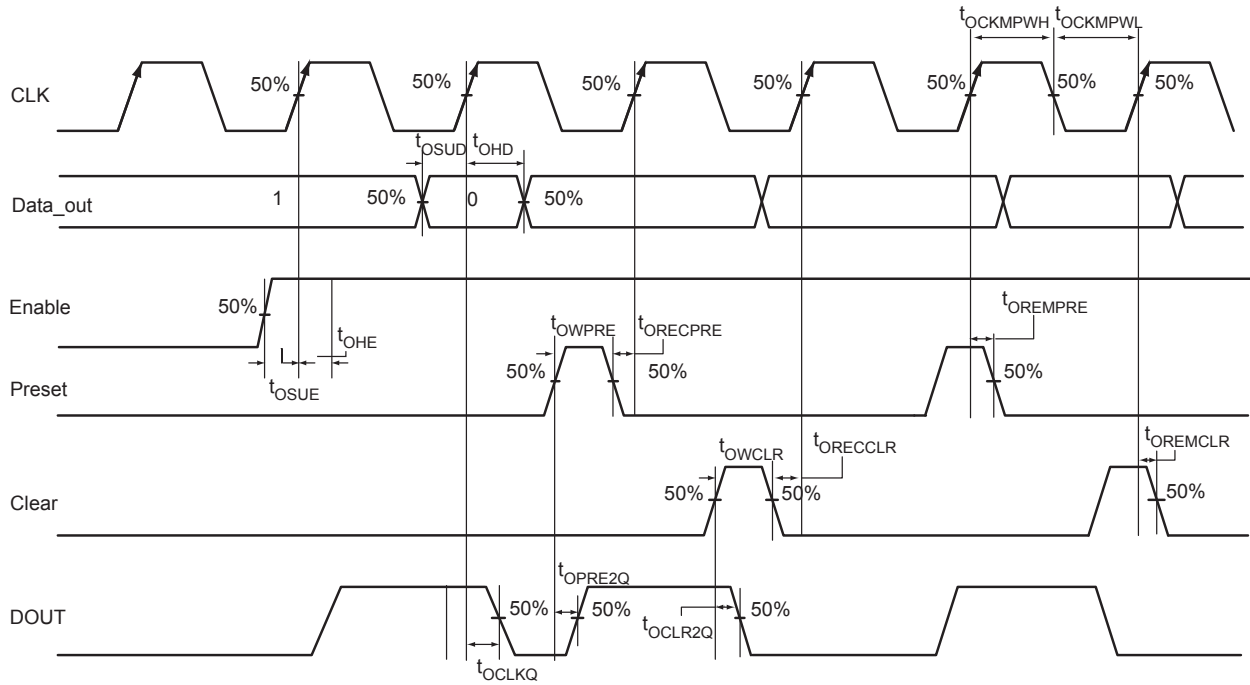 tOCKMPWH tOCKMPWL
CLK
50% 50% 50% 50% 50% 50% 50%
tOSUD tOHD
Data_out
1 50% 0 50%
Enable
50%
tOHE
tOSUE
tOWPRE tORECPRE
tOREMPRE
Preset
50% 50% 50%
tOWCLR tORECCLR
tOREMCLR
Clear
50% 50% 50%
tOPRE2Q
DOUT
50% 50% 50%
tOCLR2Q
tOCLKQ